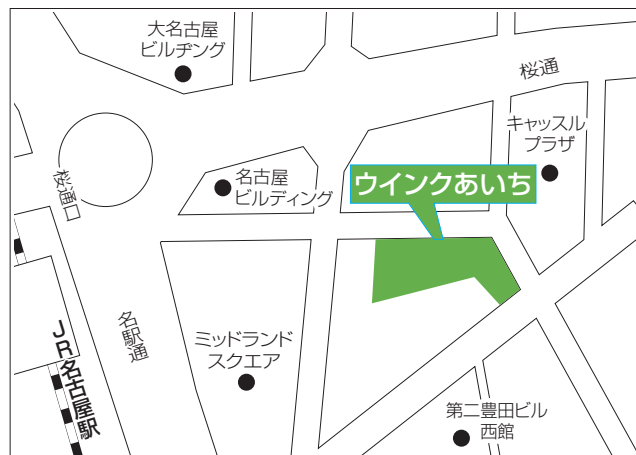 大名古屋
ビルヂング
桜通
キャッスル
プラザ
桜通口
名古屋
ビルディング
ウインクあいち
名駅通
JR名古屋駅
ミッドランド
スクエア
第二豊田ビル
西館